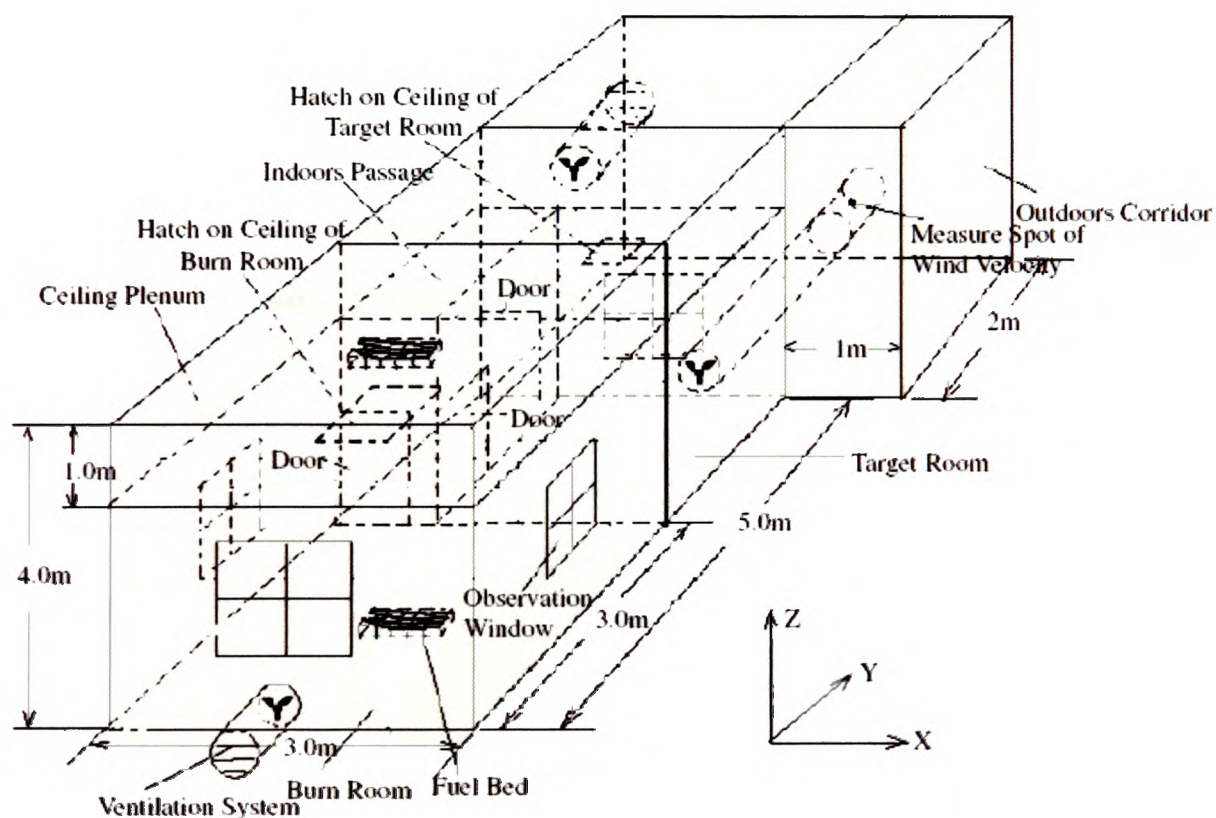 Hatch on Ceiling of
Target Room
Indoors Passage
Hatch on Ceiling of
Burn Room
Ceiling Plenum
Outdoors Corridor
Measure Spot of
Wind Velocity
Door
2m
1m
Door
Door
1.0m
Target Room
5.0m
4.0m
Observation
Window
3.0m
Z
Y
X
3.0m
Burn Room
Fuel Bed
Ventilation System